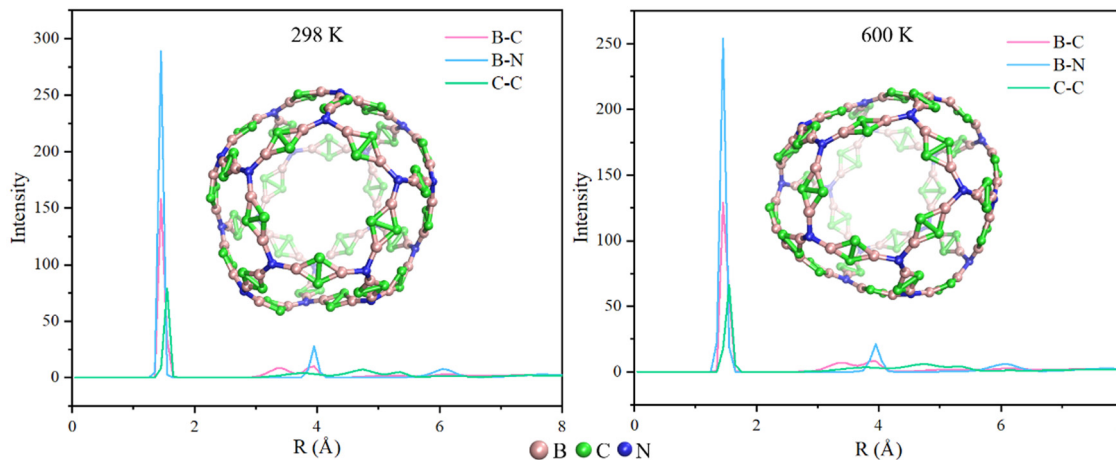 298 K
B-C
B-N
C-C
Intensity
300
250
200
150
100
50
0
0 2 4 6 8
R (Å)
600 K
B-C
B-N
C-C
Intensity
250
200
150
100
50
0
0 2 4 6
R (Å)
B C N